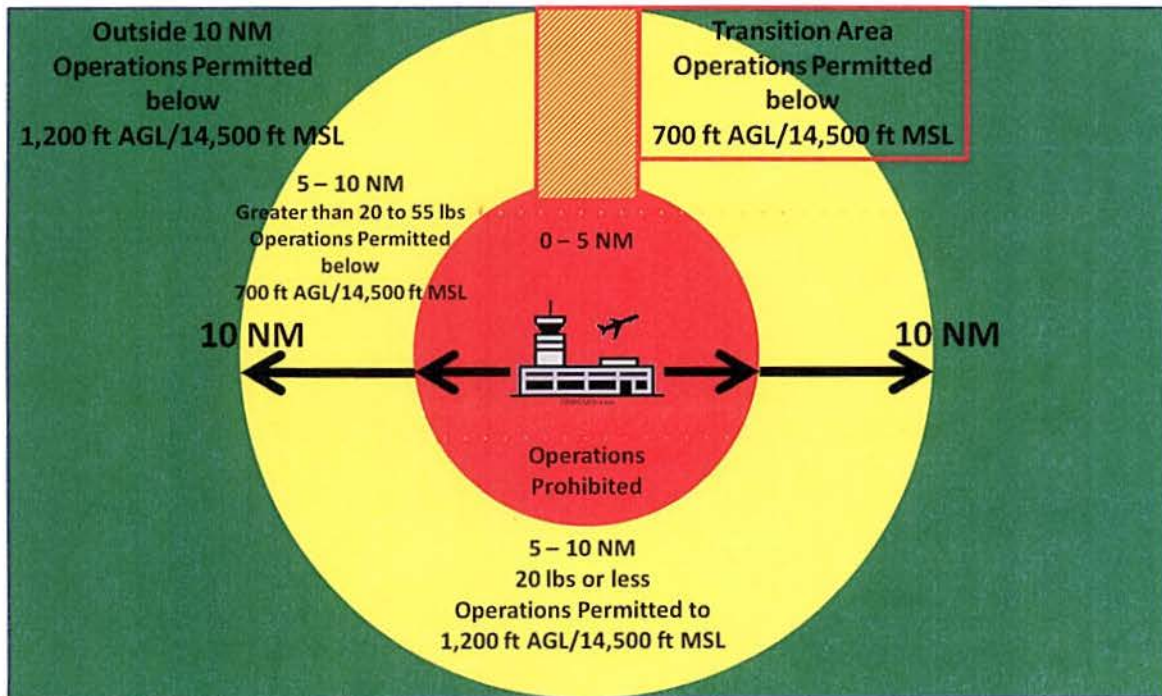 Outside 10 NM
Operations Permitted
below
1,200 ft AGL/14,500 ft MSL
Transition Area
Operations Permitted
below
700 ft AGL/14,500 ft MSL
5 – 10 NM
Greater than 20 to 55 lbs
Operations Permitted
below
700 ft AGL/14,500 ft MSL
0 – 5 NM
10 NM
10 NM
Operations
Prohibited
5 – 10 NM
20 lbs or less
Operations Permitted to
1,200 ft AGL/14,500 ft MSL